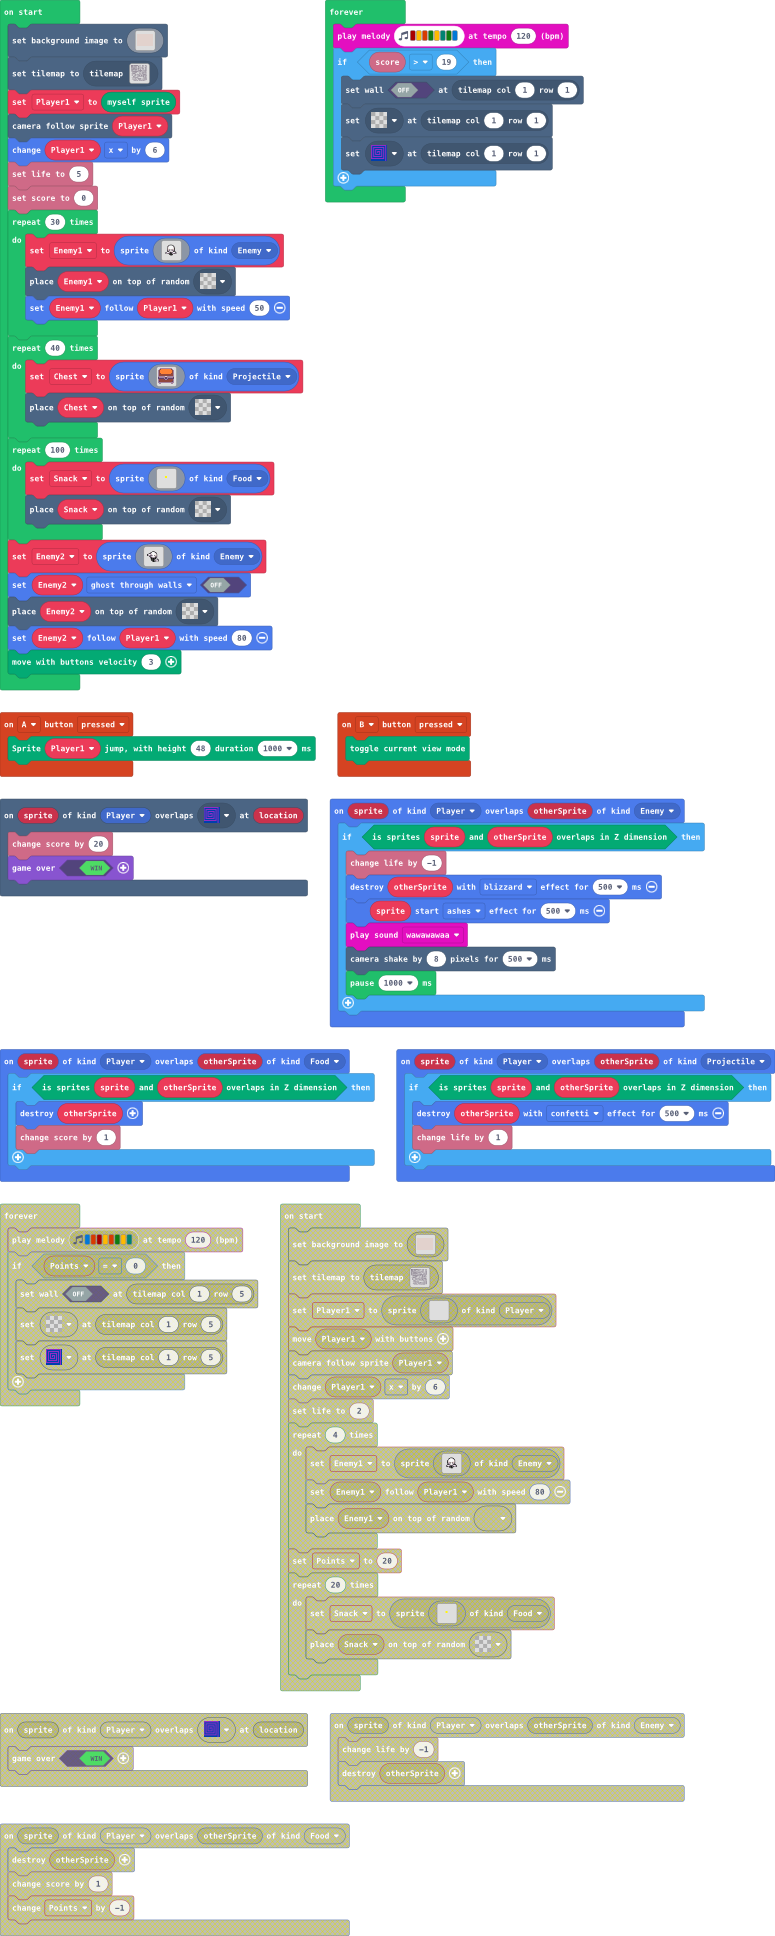 on start
set background image to
set tilemap to tilemap
set Player1 to myself sprite
camera follow sprite Player1
change Player1 x by 6
set life to 5
set score to 0
repeat 30 times
do
set Enemy1 to sprite of kind Enemy
place Enemy1 on top of random
set Enemy1 follow Player1 with speed 50
repeat 40 times
do
set Chest to sprite of kind Projectile
place Chest on top of random
repeat 100 times
do
set Snack to sprite of kind Food
place Snack on top of random
set Enemy2 to sprite of kind Enemy
set Enemy2 ghost through walls OFF
place Enemy2 on top of random
set Enemy2 follow Player1 with speed 80
move with buttons velocity 3
forever
play melody at tempo 120 (bpm)
if score > 19 then
set wall OFF at tilemap col 1 row 1
set at tilemap col 1 row 1
set at tilemap col 1 row 1
on A button pressed
Sprite Player1 jump, with height 48 duration 1000 ms
on B button pressed
toggle current view mode
on sprite of kind Player overlaps at location
change score by 20
game over WIN
on sprite of kind Player overlaps otherSprite of kind Enemy
if is sprites sprite and otherSprite overlaps in Z dimension then
change life by -1
destroy otherSprite with blizzard effect for 500 ms
sprite start ashes effect for 500 ms
play sound wawawawaa
camera shake by 8 pixels for 500 ms
pause 1000 ms
on sprite of kind Player overlaps otherSprite of kind Food
if is sprites sprite and otherSprite overlaps in Z dimension then
destroy otherSprite
change score by 1
on sprite of kind Player overlaps otherSprite of kind Projectile
if is sprites sprite and otherSprite overlaps in Z dimension then
destroy otherSprite with confetti effect for 500 ms
change life by 1
forever
play melody at tempo 120 (bpm)
if Points = 0 then
set wall OFF at tilemap col 1 row 5
set at tilemap col 1 row 5
set at tilemap col 1 row 5
on start
set background image to
set tilemap to tilemap
set Player1 to sprite of kind Player
move Player1 with buttons
camera follow sprite Player1
change Player1 x by 6
set life to 2
repeat 4 times
do
set Enemy1 to sprite of kind Enemy
set Enemy1 follow Player1 with speed 80
place Enemy1 on top of random
set Points to 20
repeat 20 times
do
set Snack to sprite of kind Food
place Snack on top of random
on sprite of kind Player overlaps at location
game over WIN
on sprite of kind Player overlaps otherSprite of kind Enemy
change life by -1
destroy otherSprite
on sprite of kind Player overlaps otherSprite of kind Food
destroy otherSprite
change score by 1
change Points by -1